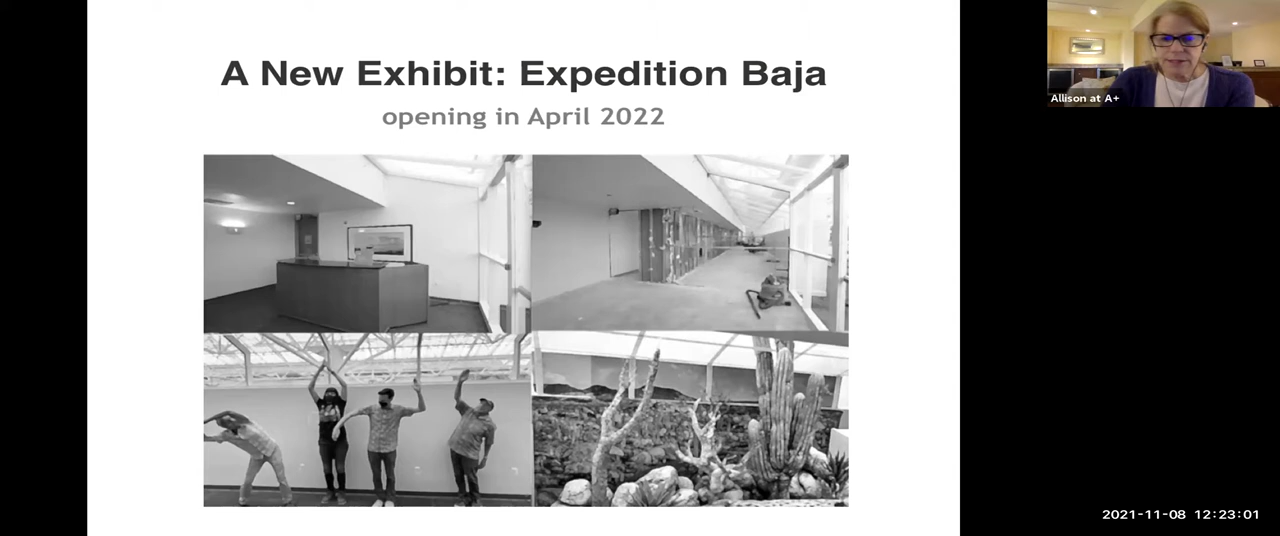 A New Exhibit: Expedition Baja
opening in April 2022
Allison at A+
2021-11-08 12:23:01